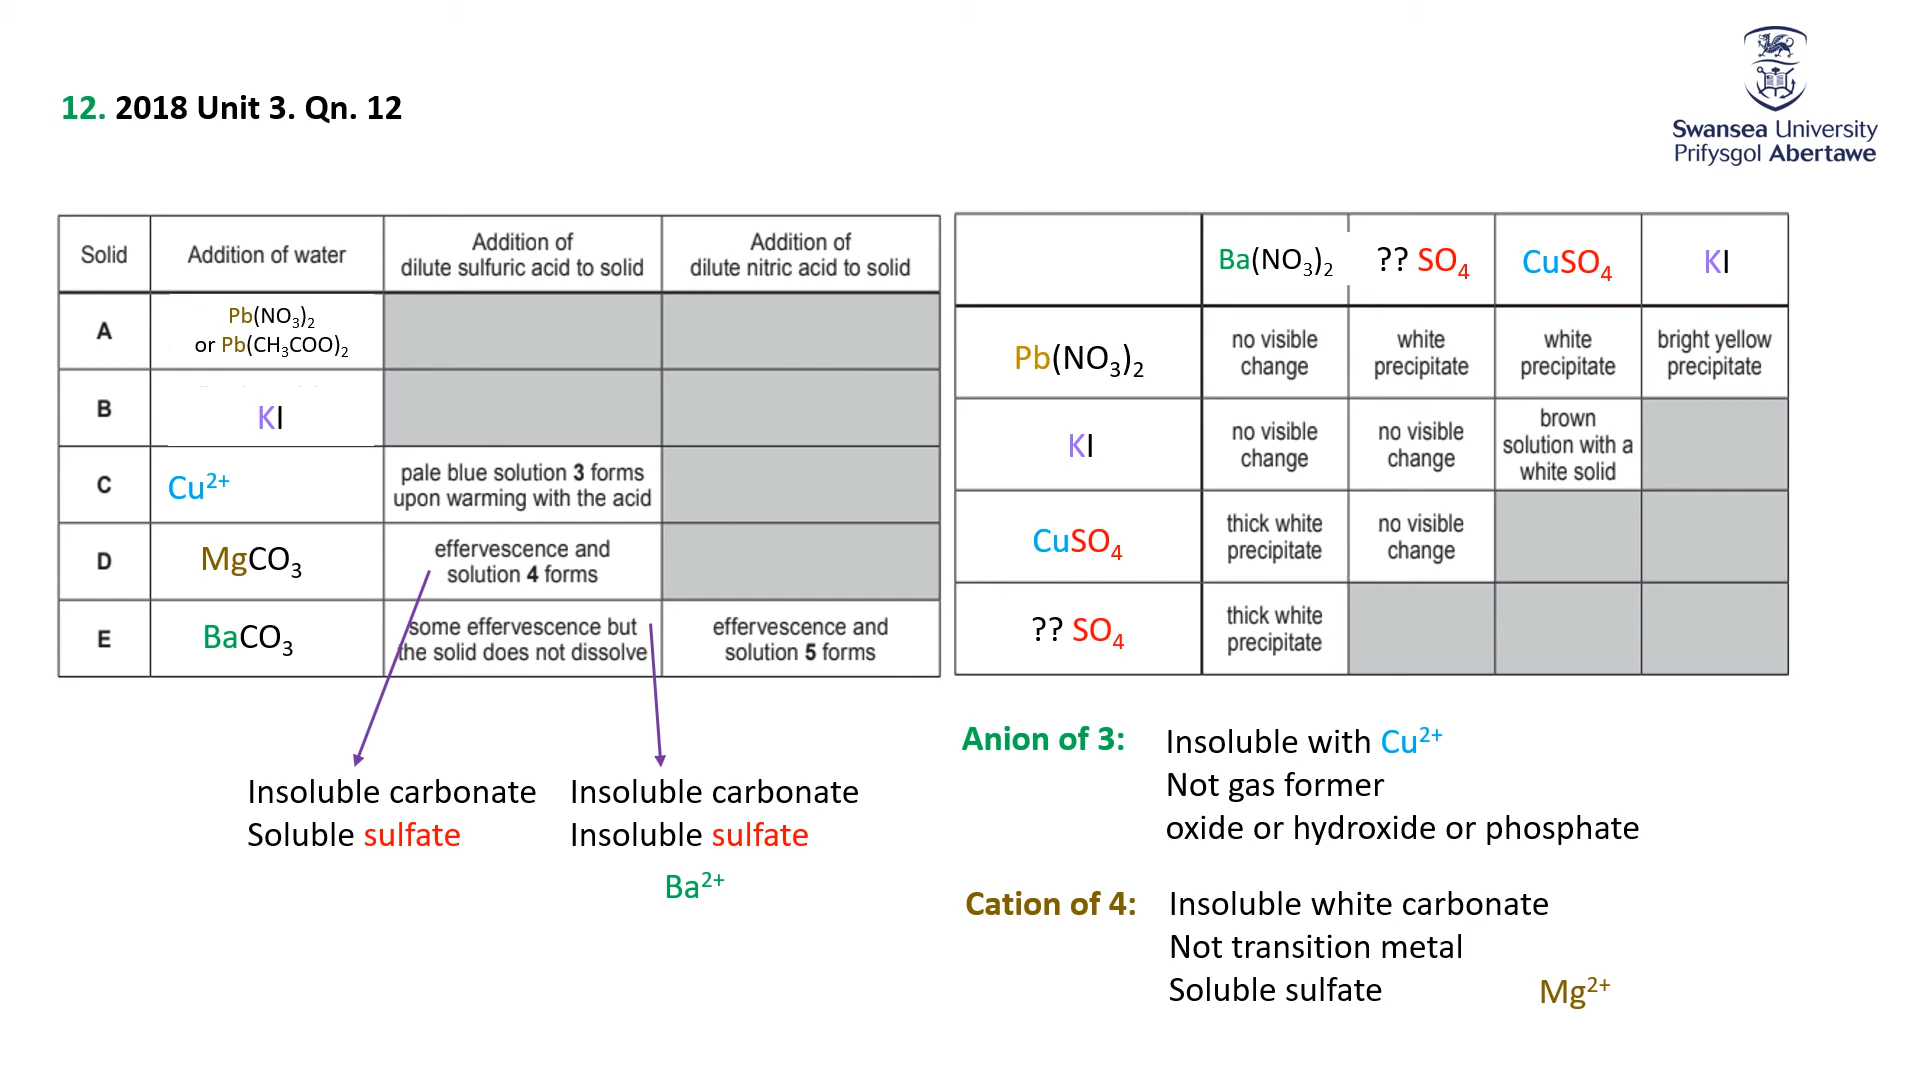 12. 2018 Unit 3. Qn. 12
Swansea University
Prifysgol Abertawe
Solid
Addition of water
Addition of
dilute sulfuric acid to solid
Addition of
dilute nitric acid to solid
A
Pb(NO₃)₂
or Pb(CH₃COO)₂
B
KI
C
Cu²⁺
pale blue solution 3 forms
upon warming with the acid
D
MgCO₃
effervescence and
solution 4 forms
E
BaCO₃
some effervescence but
the solid does not dissolve
effervescence and
solution 5 forms
Ba(NO₃)₂
?? SO₄
CuSO₄
KI
Pb(NO₃)₂
no visible
change
white
precipitate
white
precipitate
bright yellow
precipitate
KI
no visible
change
no visible
change
brown
solution with a
white solid
CuSO₄
thick white
precipitate
no visible
change
?? SO₄
thick white
precipitate
Insoluble carbonate
Soluble sulfate
Insoluble carbonate
Insoluble sulfate
Ba²⁺
Anion of 3:
Insoluble with Cu²⁺
Not gas former
oxide or hydroxide or phosphate
Cation of 4:
Insoluble white carbonate
Not transition metal
Soluble sulfate
Mg²⁺